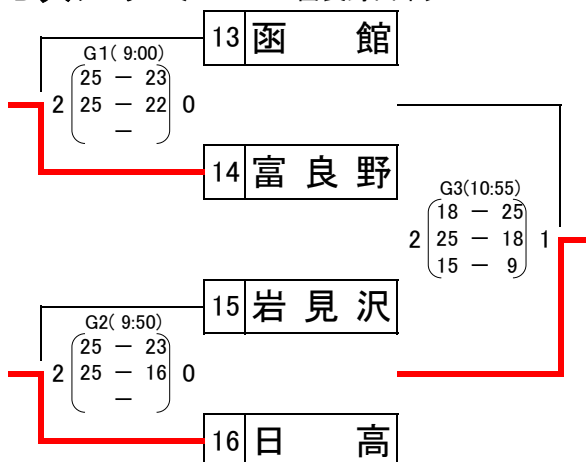 13 函 館
G1( 9:00)
25 － 23
2 25 － 22 0
－
14 富 良 野
G3(10:55)
18 － 25
2 25 － 18 1
15 － 9
15 岩 見 沢
G2( 9:50)
25 － 23
2 25 － 16 0
－
16 日 高